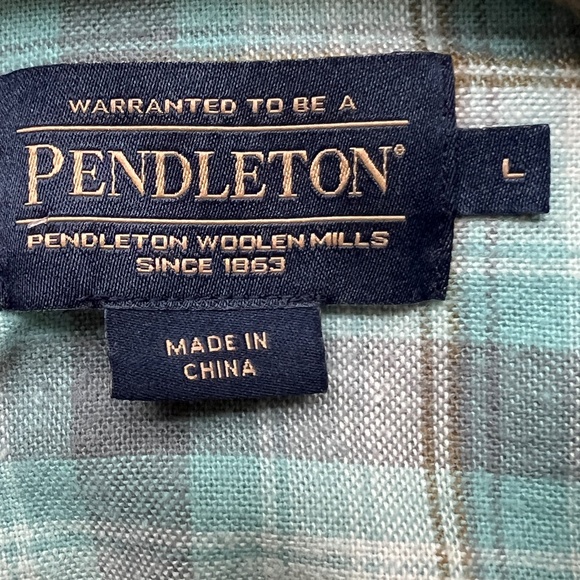 WARRANTED TO BE A
PENDLETON®
PENDLETON WOOLEN MILLS
SINCE 1863
L
MADE IN
CHINA